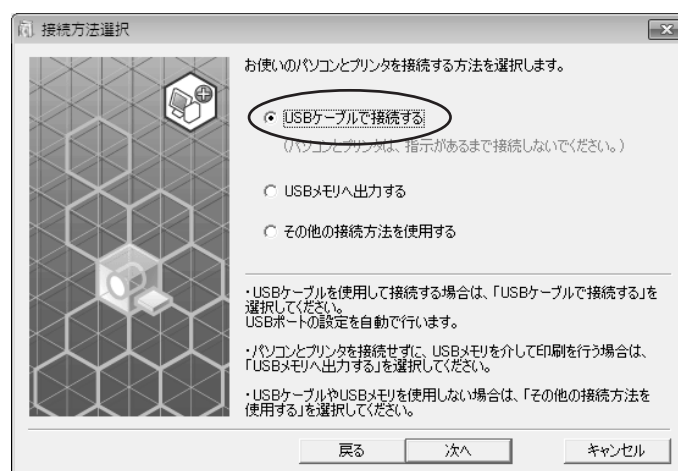 接続方法選択
お使いのパソコンとプリンタを接続する方法を選択します。
USBケーブルで接続する
(パソコンとプリンタは、指示があるまで接続しないでください。)
USBメモリへ出力する
その他の接続方法を使用する
・USBケーブルを使用して接続する場合は、「USBケーブルで接続する」を
選択してください。
USBポートの設定を自動で行います。
・パソコンとプリンタを接続せずに、USBメモリを介して印刷を行う場合は、
「USBメモリへ出力する」を選択してください。
・USBケーブルやUSBメモリを使用しない場合は、「その他の接続方法を
使用する」を選択してください。
戻る
次へ
キャンセル